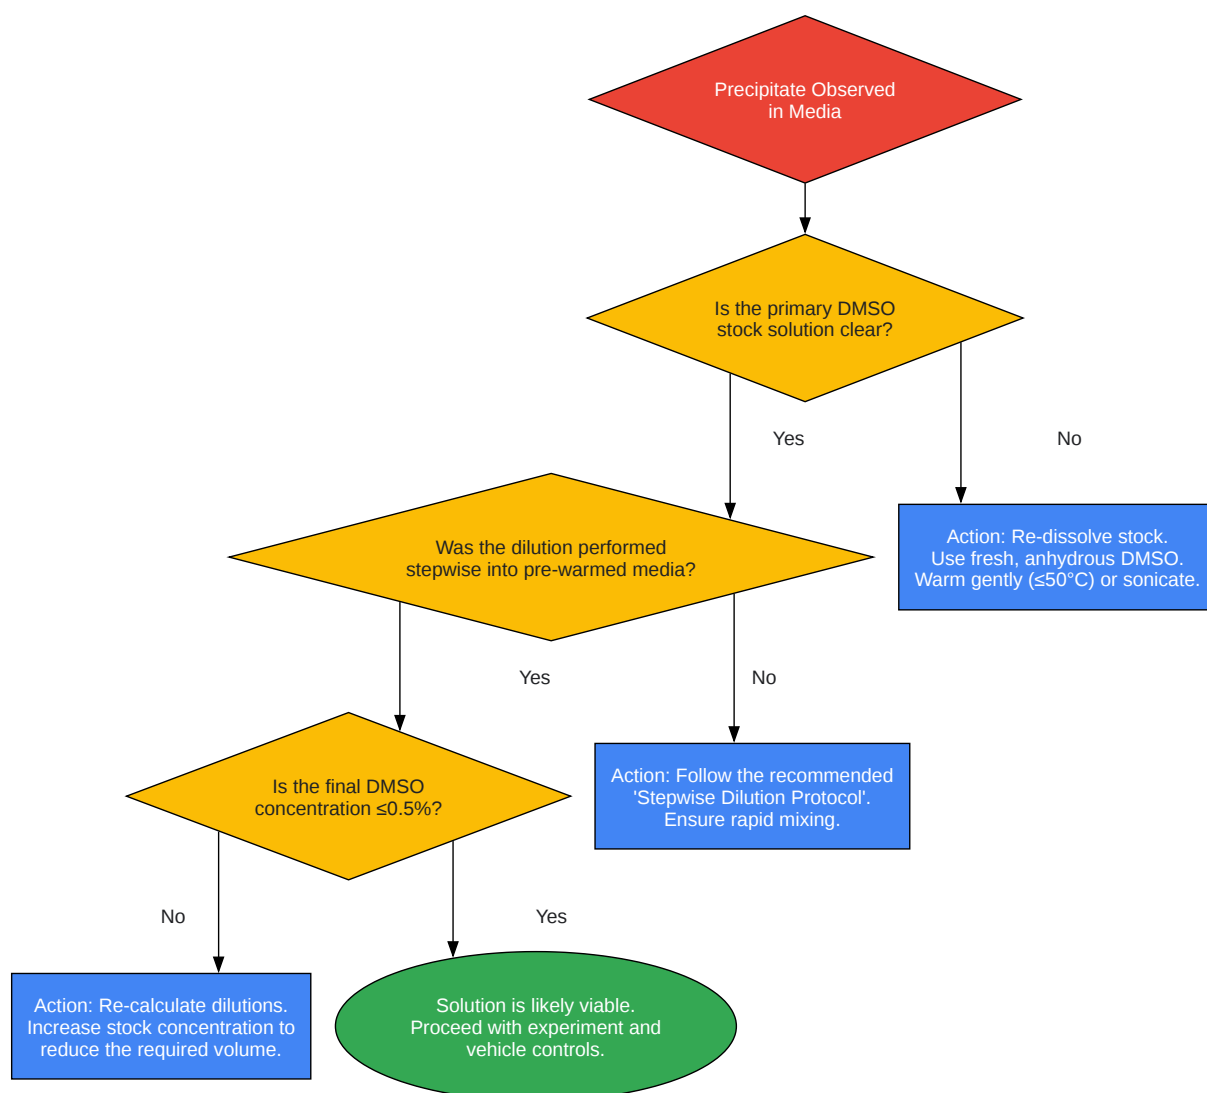 Precipitate Observed
in Media
Is the primary DMSO
stock solution clear?
Yes
No
Was the dilution performed
stepwise into pre-warmed media?
Action: Re-dissolve stock.
Use fresh, anhydrous DMSO.
Warm gently (≤50°C) or sonicate.
Yes
No
Is the final DMSO
concentration ≤0.5%?
Action: Follow the recommended
'Stepwise Dilution Protocol'.
Ensure rapid mixing.
No
Yes
Action: Re-calculate dilutions.
Increase stock concentration to
reduce the required volume.
Solution is likely viable.
Proceed with experiment and
vehicle controls.